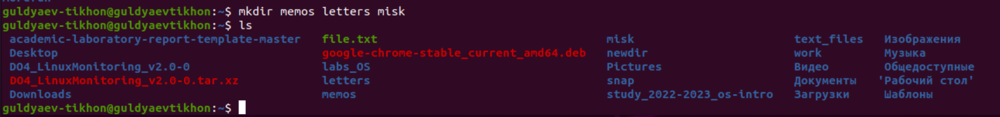 guldyaev-tikhon@guldyaevtikhon:~$ mkdir memos letters misk
guldyaev-tikhon@guldyaevtikhon:~$ ls
academic-laboratory-report-template-master file.txt misk text_files Изображения
Desktop google-chrome-stable_current_amd64.deb newdir work Музыка
DO4_LinuxMonitoring_v2.0-0 labs_OS Pictures Видео Общедоступные
DO4_LinuxMonitoring_v2.0-0.tar.xz letters snap Документы 'Рабочий стол'
Downloads memos study_2022-2023_os-intro Загрузки Шаблоны
guldyaev-tikhon@guldyaevtikhon:~$